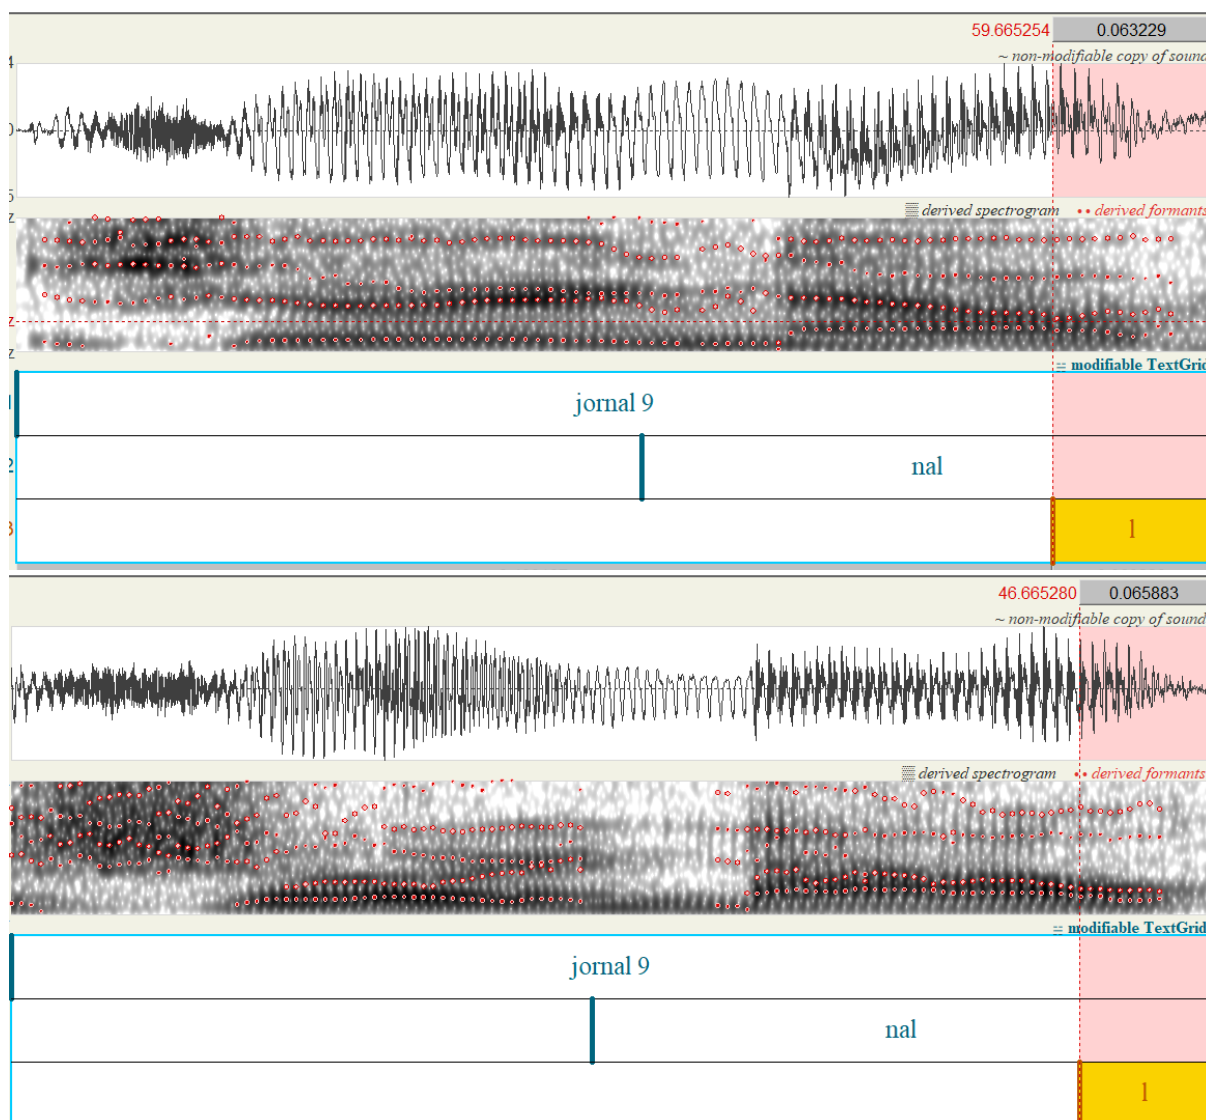 59.665254 0.063229
~ non-modifiable copy of sound
derived spectrogram •• derived formants
modifiable TextGrid
jornal 9
nal
l
46.665280 0.065883
~ non-modifiable copy of sound
derived spectrogram •• derived formants
modifiable TextGrid
jornal 9
nal
l